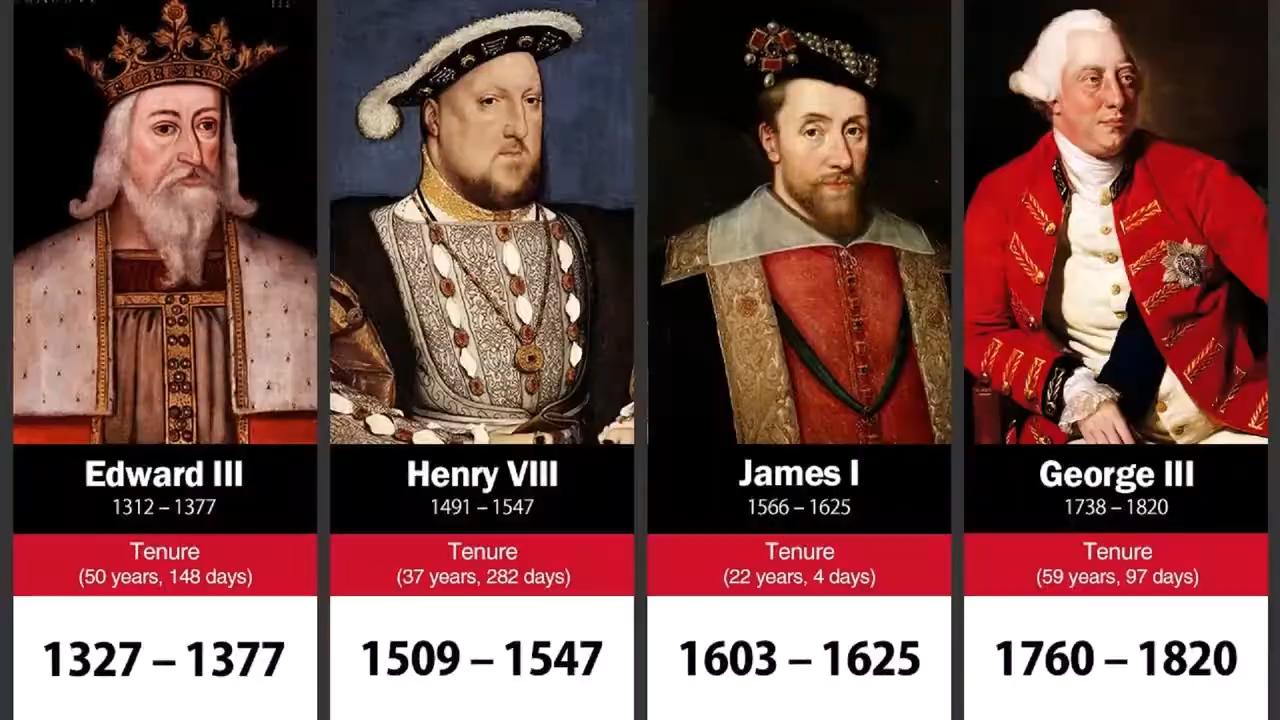 III
Edward III
1312 – 1377
Tenure
(50 years, 148 days)
1327 – 1377
Henry VIII
1491 – 1547
Tenure
(37 years, 282 days)
1509 – 1547
James I
1566 – 1625
Tenure
(22 years, 4 days)
1603 – 1625
George III
1738 – 1820
Tenure
(59 years, 97 days)
1760 – 1820